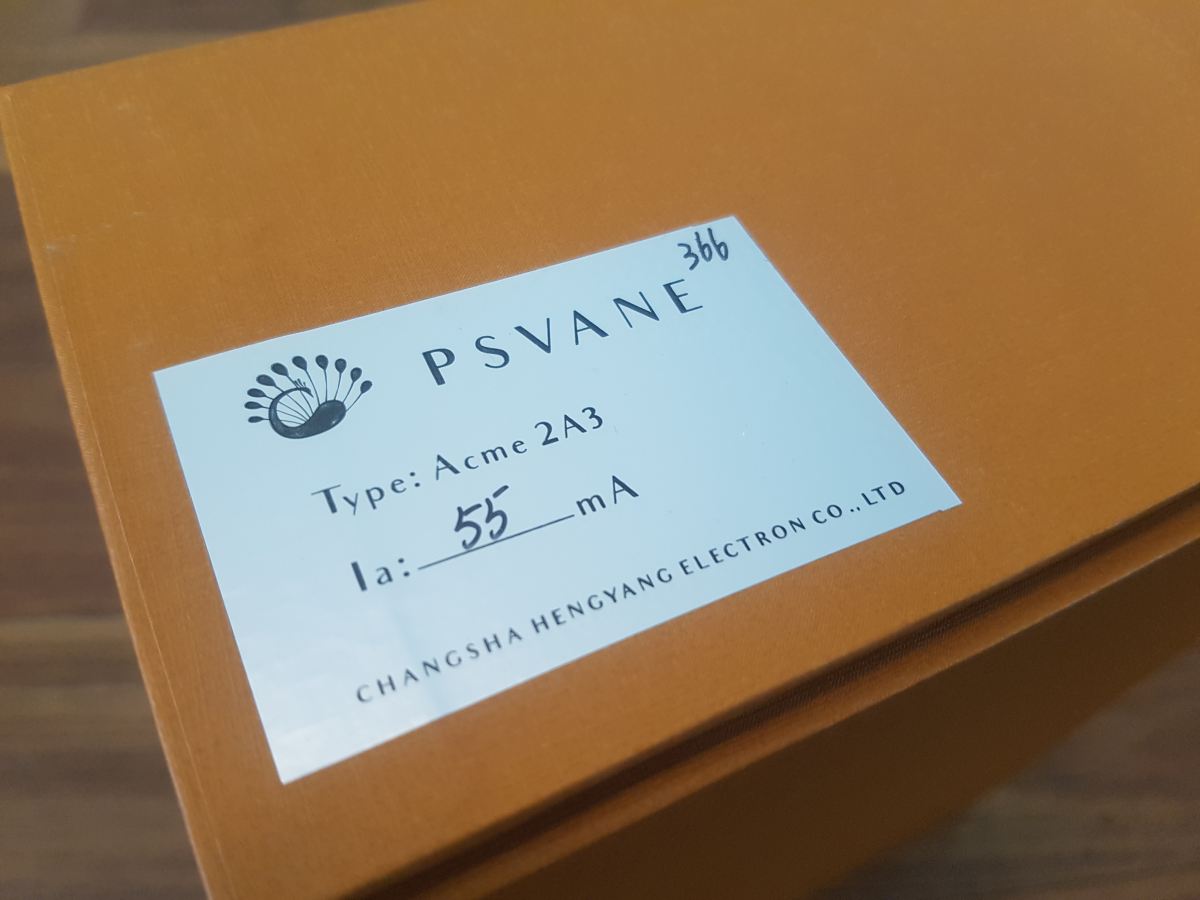 366
PSVANE
Type: Acme 2A3
Ia: 55 mA
CHANGSHA HENGYANG ELECTRON CO.,LTD